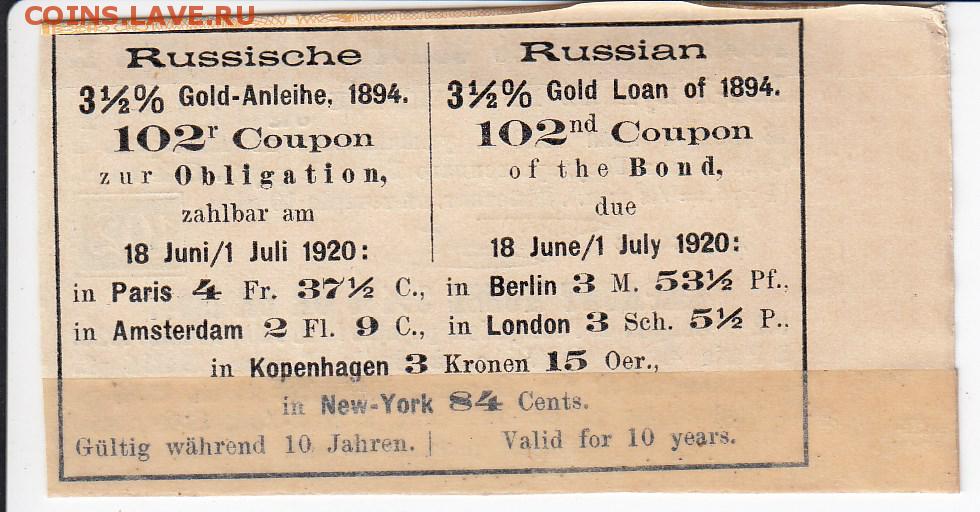 COINS.LAVE.RU
Russische
3½% Gold-Anleihe, 1894.
102r Coupon
zur Obligation,
zahlbar am
18 Juni/1 Juli 1920:
Russian
3½% Gold Loan of 1894.
102nd Coupon
of the Bond,
due
18 June/1 July 1920:
in Paris 4 Fr. 37½ C., in Berlin 3 M. 53½ Pf.,
in Amsterdam 2 Fl. 9 C., in London 3 Sch. 5½ P..
in Kopenhagen 3 Kronen 15 Oer.,
in New-York 84 Cents.
Gültig während 10 Jahren. Valid for 10 years.